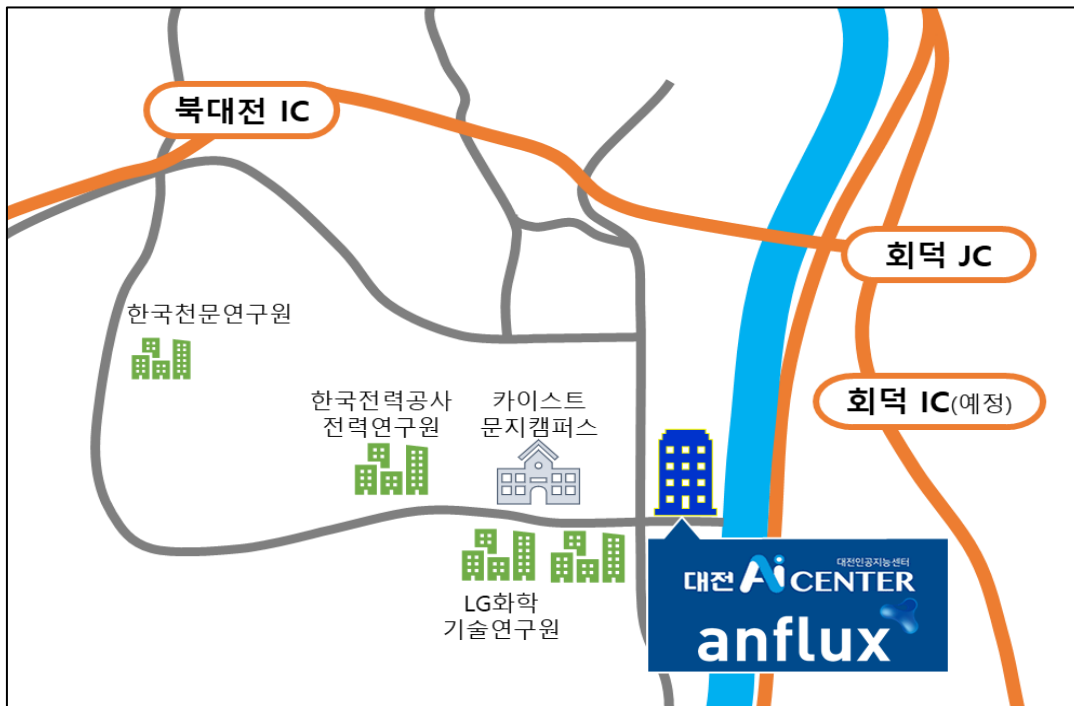 북대전 IC
회덕 JC
한국천문연구원
회덕 IC(예정)
한국전력공사
전력연구원
카이스트
문지캠퍼스
대전인공지능센터
대전 Ai CENTER
LG화학
기술연구원
anflux